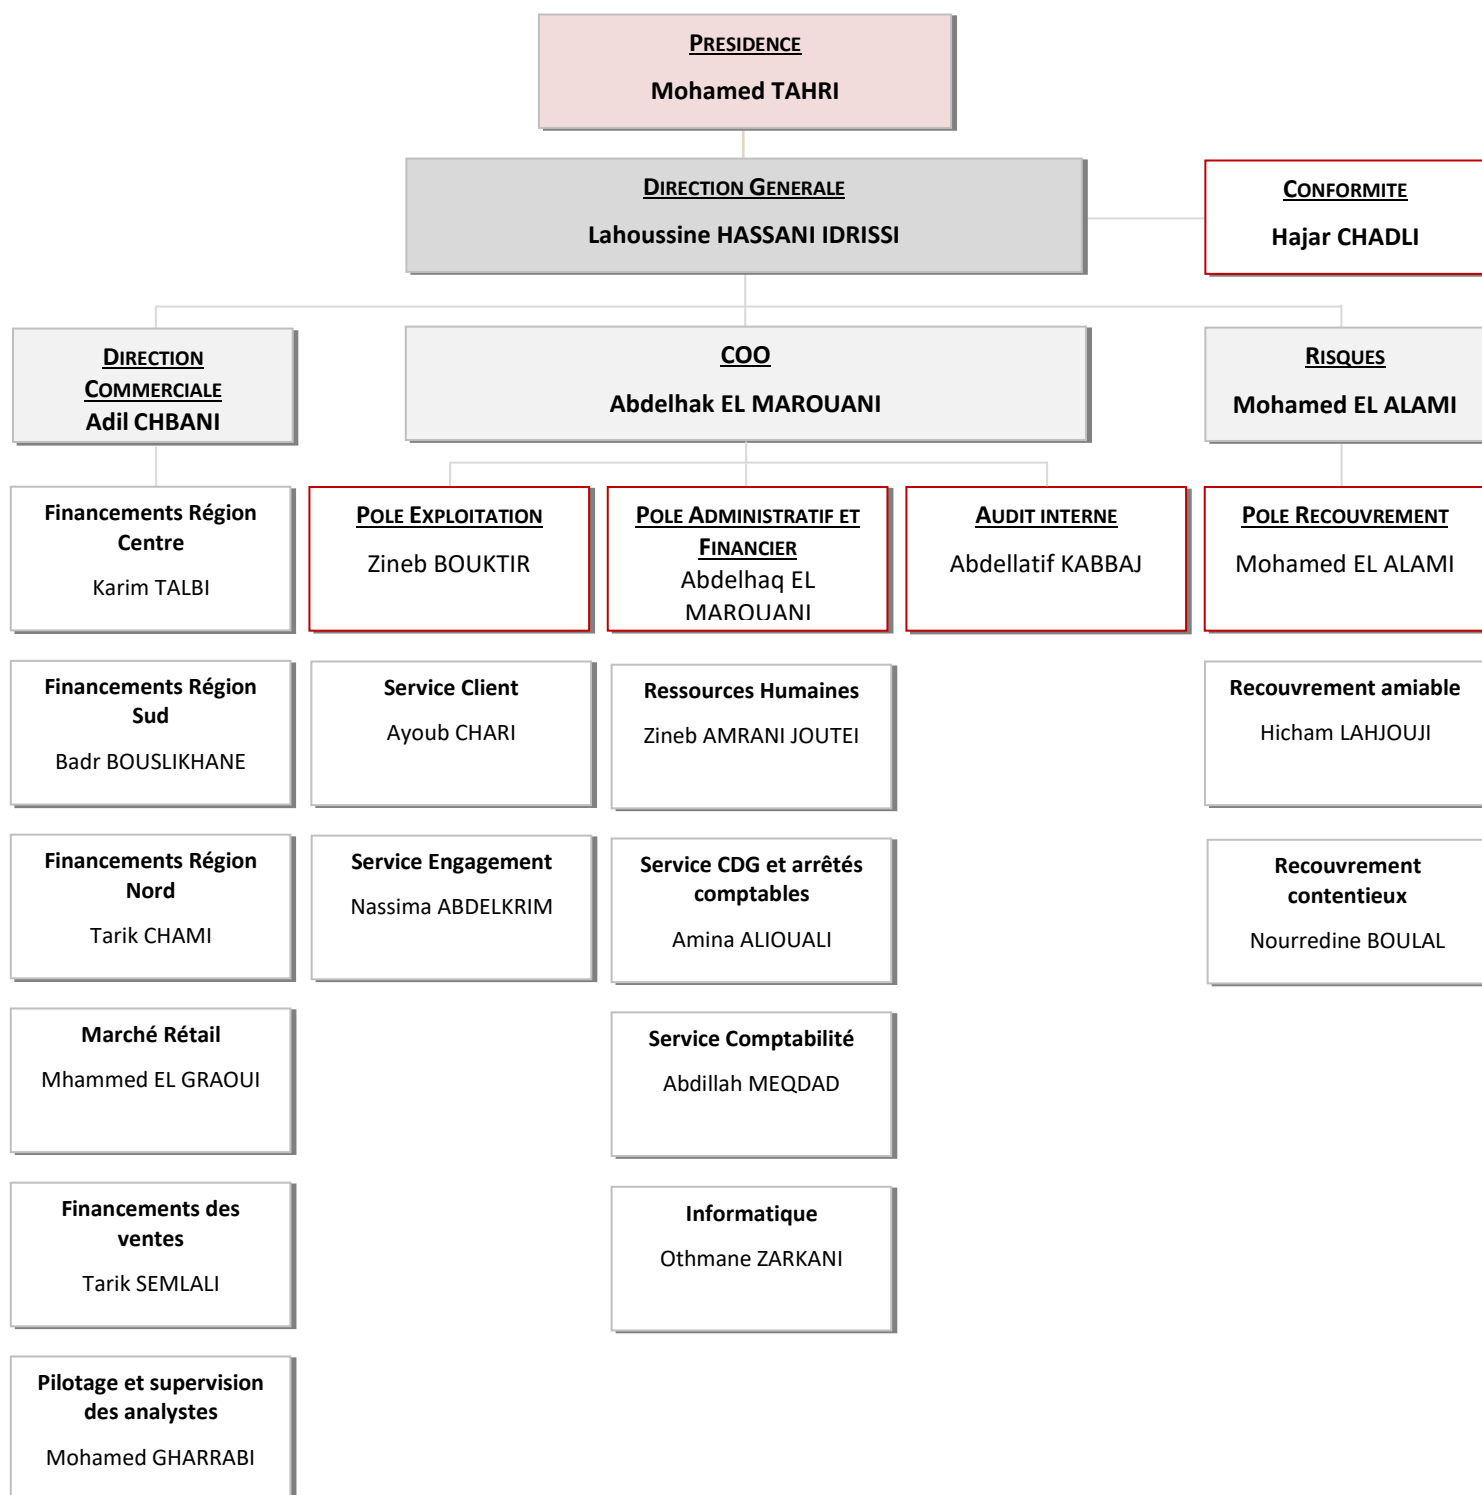 PRESIDENCE
Mohamed TAHRI
DIRECTION GENERALE
Lahoussine HASSANI IDRISSI
CONFORMITE
Hajar CHADLI
DIRECTION
COMMERCIALE
Adil CHBANI
COO
Abdelhak EL MAROUANI
RISQUES
Mohamed EL ALAMI
Financements Région
Centre
Karim TALBI
POLE EXPLOITATION
Zineb BOUKTIR
POLE ADMINISTRATIF ET
FINANCIER
Abdelhaq EL
MAROUANI
AUDIT INTERNE
Abdellatif KABBAJ
POLE RECOUVREMENT
Mohamed EL ALAMI
Financements Région
Sud
Badr BOUSLIKHANE
Service Client
Ayoub CHARI
Ressources Humaines
Zineb AMRANI JOUTEI
Recouvrement amiable
Hicham LAHJOUJI
Financements Région
Nord
Tarik CHAMI
Service Engagement
Nassima ABDELKRIM
Service CDG et arrêtés
comptables
Amina ALIOUALI
Recouvrement
contentieux
Nourredine BOULAL
Marché Rétail
Mhammed EL GRAOUI
Service Comptabilité
Abdillah MEQDAD
Financements des
ventes
Tarik SEMLALI
Informatique
Othmane ZARKANI
Pilotage et supervision
des analystes
Mohamed GHARRABI